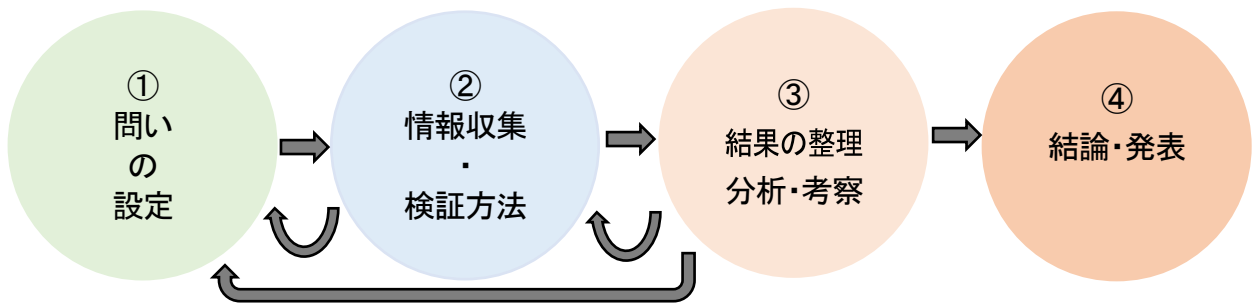 ①
問い
の
設定
②
情報収集
・
検証方法
③
結果の整理
分析・考察
④
結論・発表